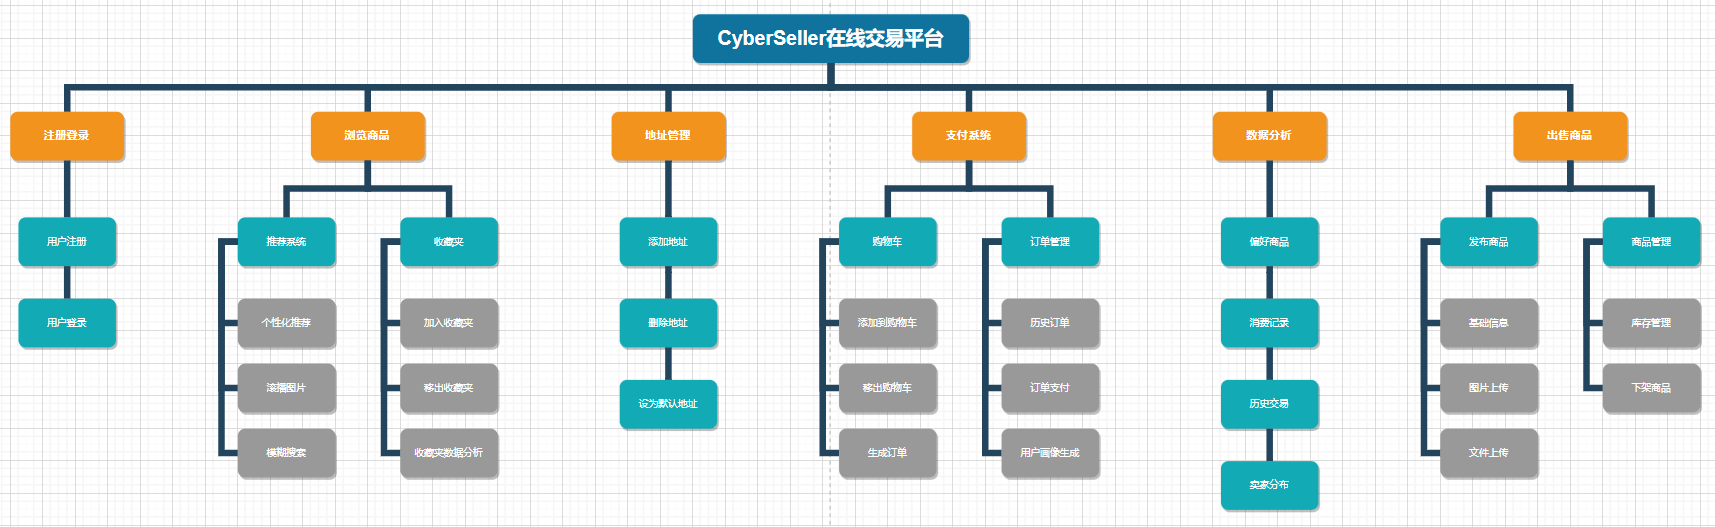 CyberSeller在线交易平台
注册登录
浏览商品
地址管理
支付系统
数据分析
出售商品
用户注册
推荐系统
收藏夹
添加地址
购物车
订单管理
偏好商品
发布商品
商品管理
用户登录
个性化推荐
加入收藏夹
删除地址
添加到购物车
历史订单
消费记录
基础信息
库存管理
滚播图片
移出收藏夹
设为默认地址
移出购物车
订单支付
历史交易
图片上传
下架商品
模期搜索
收藏夹数据分析
生成订单
用户画像生成
卖家分布
文件上传